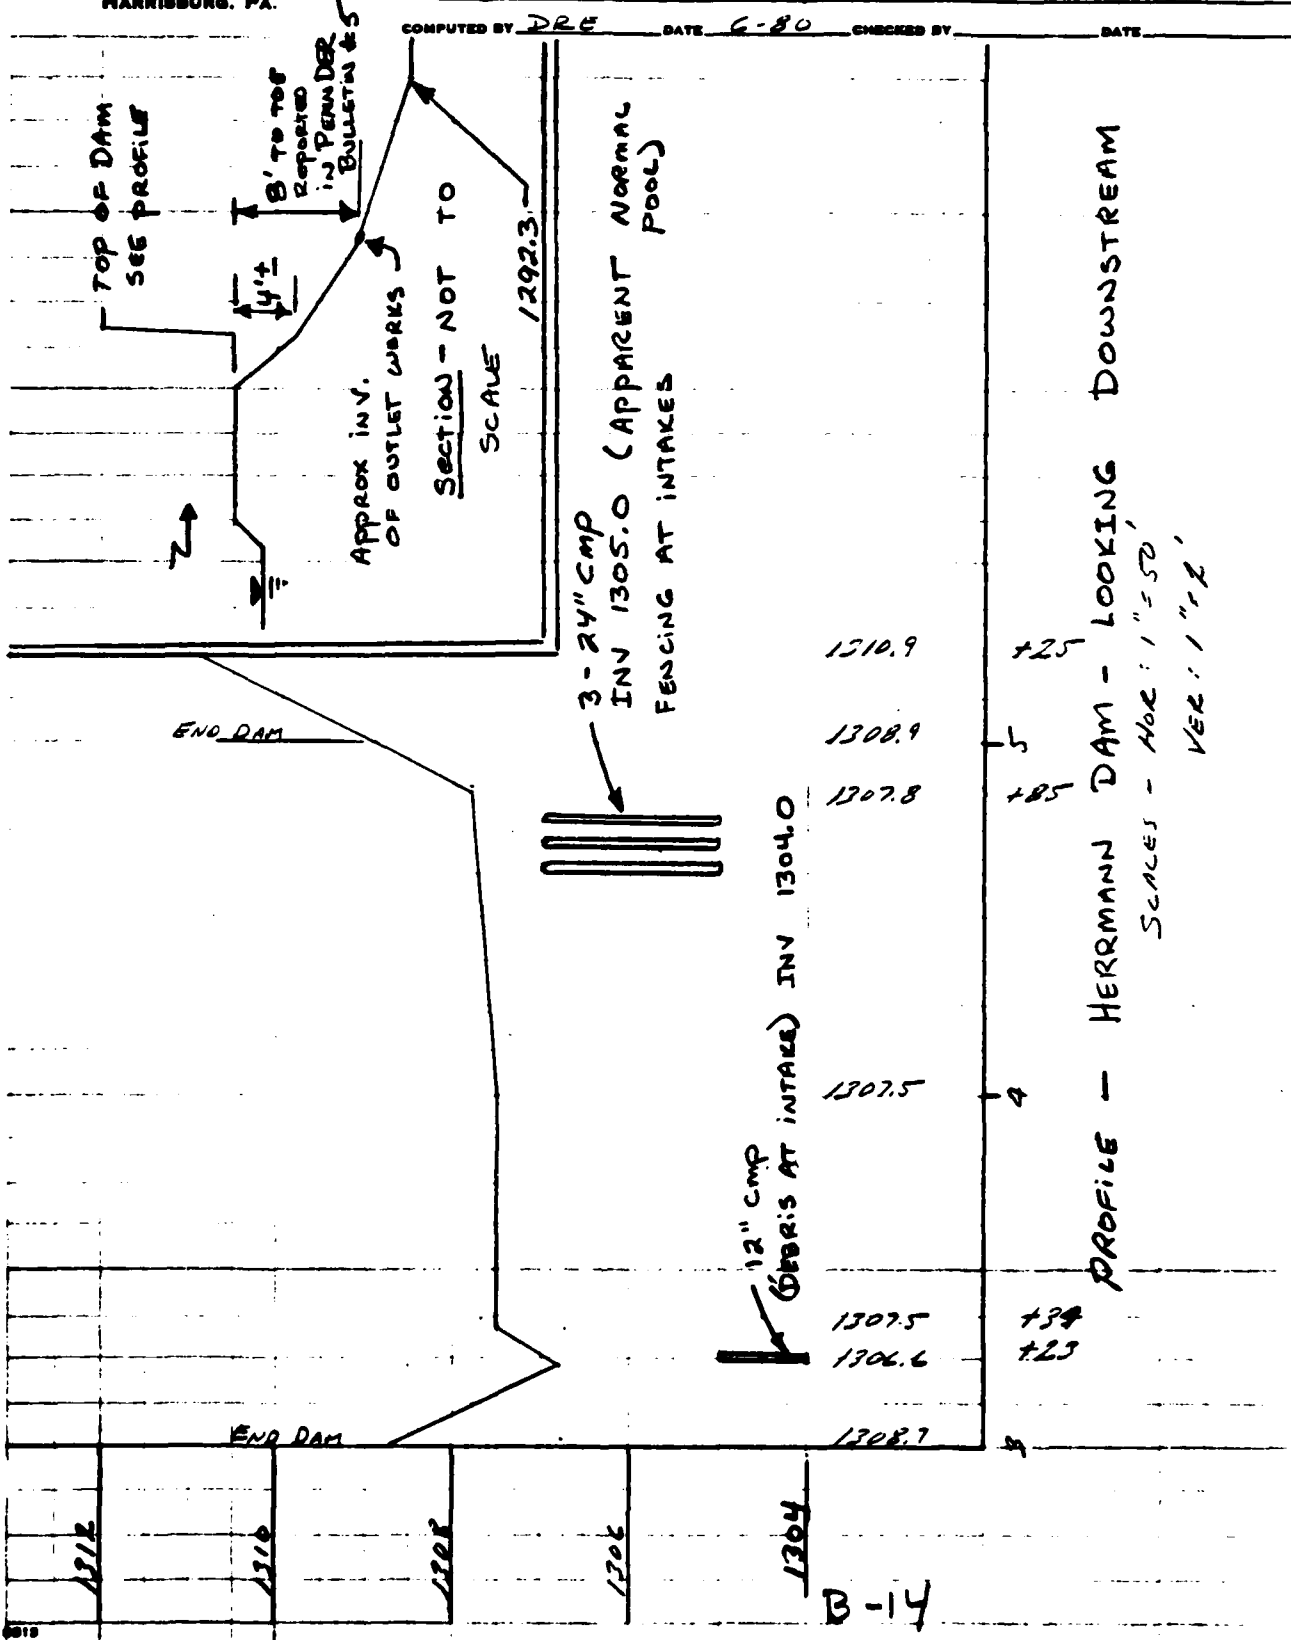 HARRISBURG, PA.
COMPUTED BY DRE DATE 6-80 CHECKED BY DATE
TOP OF DAM
SEE PROFILE
8' TO TOE
REPORTED
IN PENN DER
BULLETIN #5
4'±
APPROX INV.
OF OUTLET WORKS
SECTION - NOT TO
SCALE
1292.3
3 - 24" CMP
INV 1305.0 (APPARENT NORMAL
POOL)
FENCING AT INTAKES
END DAM
12" CMP
(DEBRIS AT INTAKE) INV 1304.0
END DAM
1310.9 +25
1308.9 5
1307.8 +85
1307.5 4
1307.5 +34
1306.6 +23
1308.7 3
1312
1310
1308
1306
1304
PROFILE - HERRMANN DAM - LOOKING DOWNSTREAM
SCALES - HOR: 1" = 50'
VER: 1" = 2'
B-14